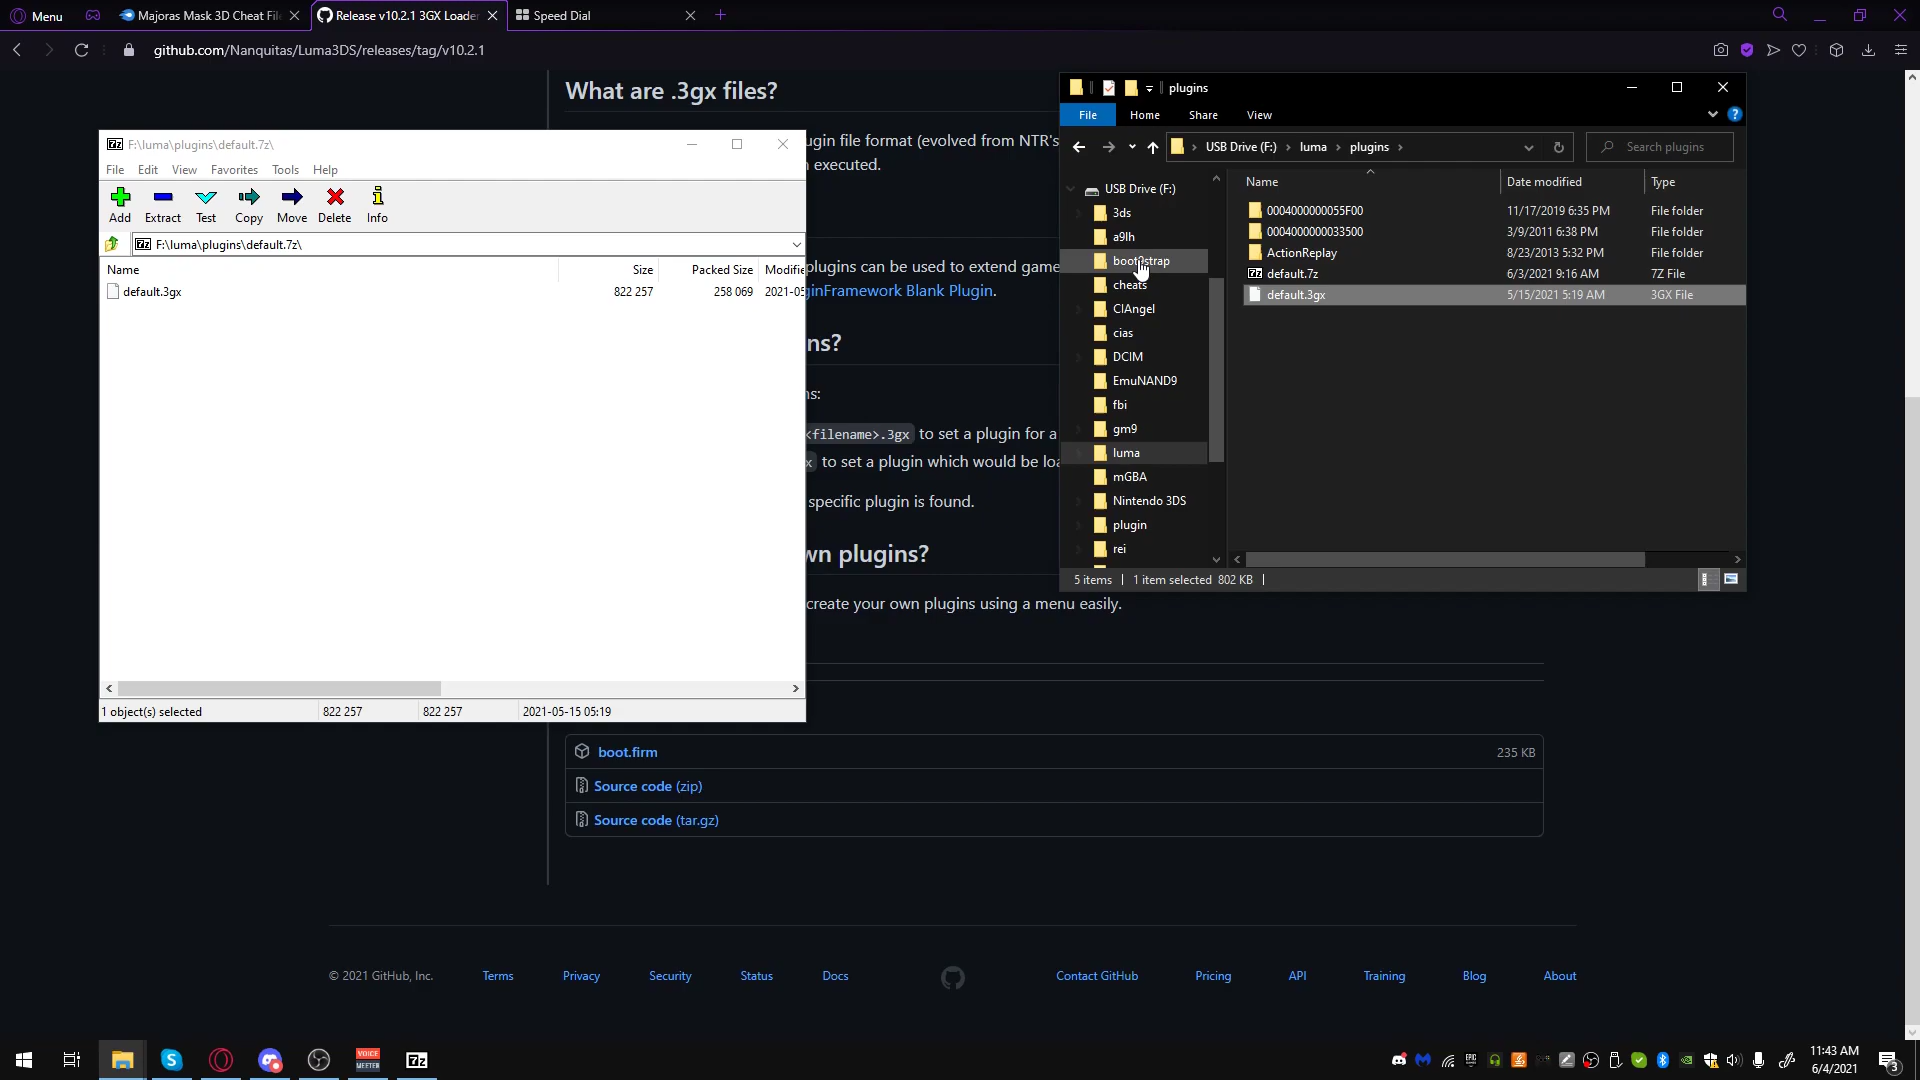 Menu
Majoras Mask 3D Cheat Fil
Release v10.2.1 3GX Loader
Speed Dial
github.com/Nanquitas/Luma3DS/releases/tag/v10.2.1
What are .3gx files?
ugin file format (evolved from NTR's
executed.
plugins can be used to extend game
ginFramework Blank Plugin.
ns?
ns:
<filename>.3gx to set a plugin for a
x to set a plugin which would be loa
specific plugin is found.
wn plugins?
create your own plugins using a menu easily.
boot.firm
235 KB
Source code (zip)
Source code (tar.gz)
© 2021 GitHub, Inc.
Terms
Privacy
Security
Status
Docs
Contact GitHub
Pricing
API
Training
Blog
About
F:\luma\plugins\default.7z\
File
Edit
View
Favorites
Tools
Help
Add
Extract
Test
Copy
Move
Delete
Info
F:\luma\plugins\default.7z\
Name
Size
Packed Size
Modifie
default.3gx
822 257
258 069
2021-05
1 object(s) selected
822 257
822 257
2021-05-15 05:19
plugins
File
Home
Share
View
USB Drive (F:)
luma
plugins
Search plugins
USB Drive (F:)
3ds
a9lh
boot9strap
cheats
CIAngel
cias
DCIM
EmuNAND9
fbi
gm9
luma
mGBA
Nintendo 3DS
plugin
rei
Name
Date modified
Type
0004000000055F00
11/17/2019 6:35 PM
File folder
0004000000033500
3/9/2011 6:38 PM
File folder
ActionReplay
8/23/2013 5:32 PM
File folder
default.7z
6/3/2021 9:16 AM
7Z File
default.3gx
5/15/2021 5:19 AM
3GX File
5 items
1 item selected 802 KB
VOICE
MEETER
7z
EPIC
11:43 AM
6/4/2021
3